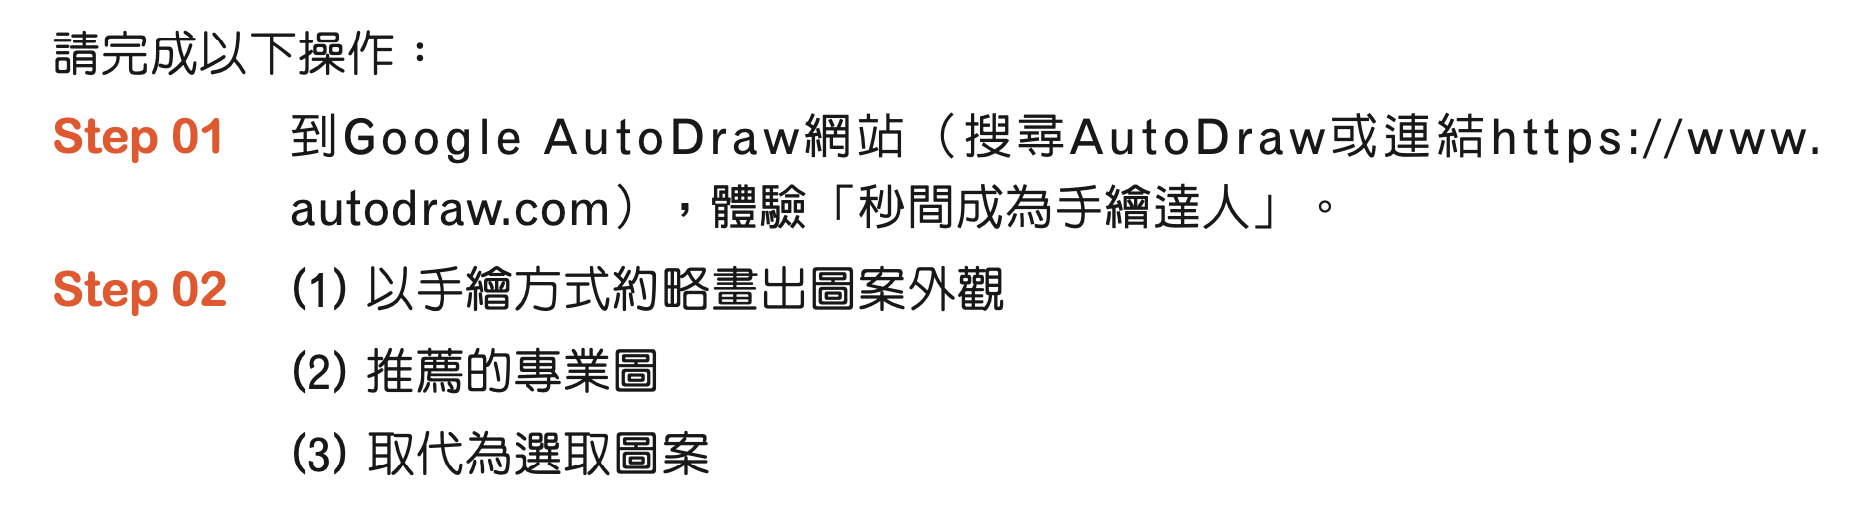 請完成以下操作：
Step 01 到Google AutoDraw網站（搜尋AutoDraw或連結https://www.
autodraw.com），體驗「秒間成為手繪達人」。
Step 02 (1) 以手繪方式約略畫出圖案外觀
(2) 推薦的專業圖
(3) 取代為選取圖案